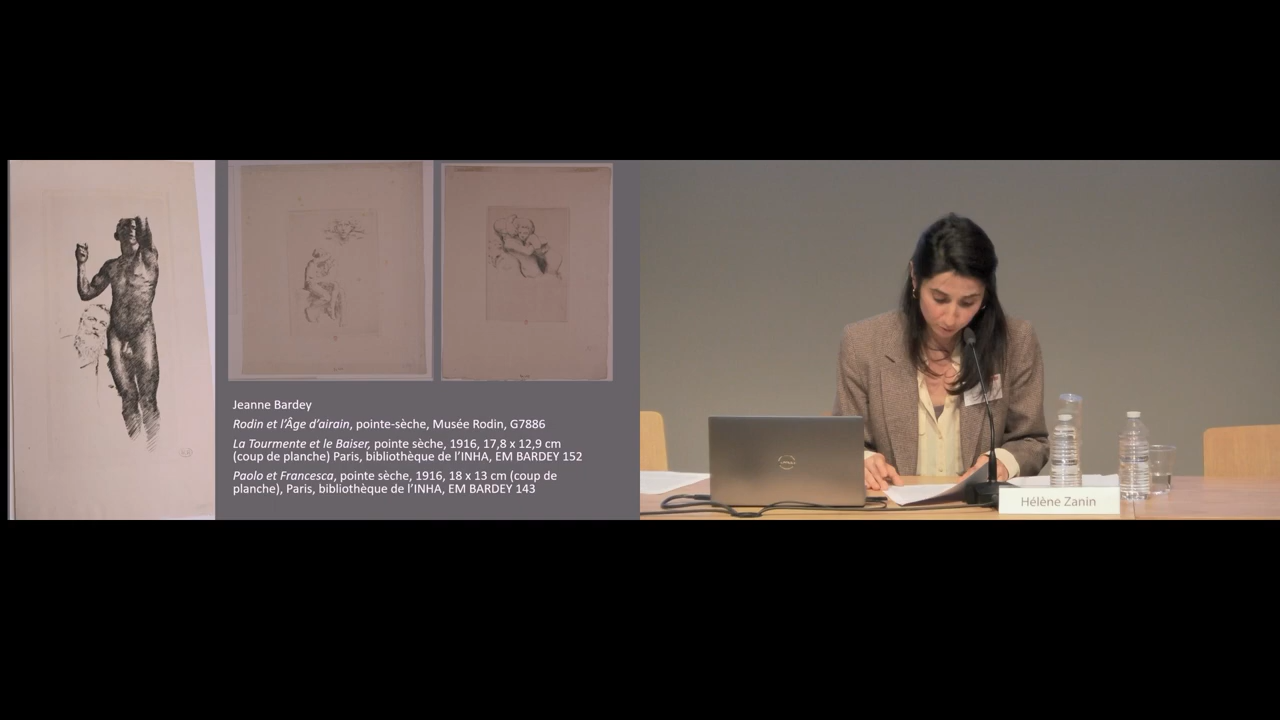 Jeanne Bardey
Rodin et l’Âge d’airain, pointe-sèche, Musée Rodin, G7886
La Tourmente et le Baiser, pointe sèche, 1916, 17,8 x 12,9 cm
(coup de planche) Paris, bibliothèque de l’INHA, EM BARDEY 152
Paolo et Francesca, pointe sèche, 1916, 18 x 13 cm (coup de
planche), Paris, bibliothèque de l’INHA, EM BARDEY 143
Hélène Zanin